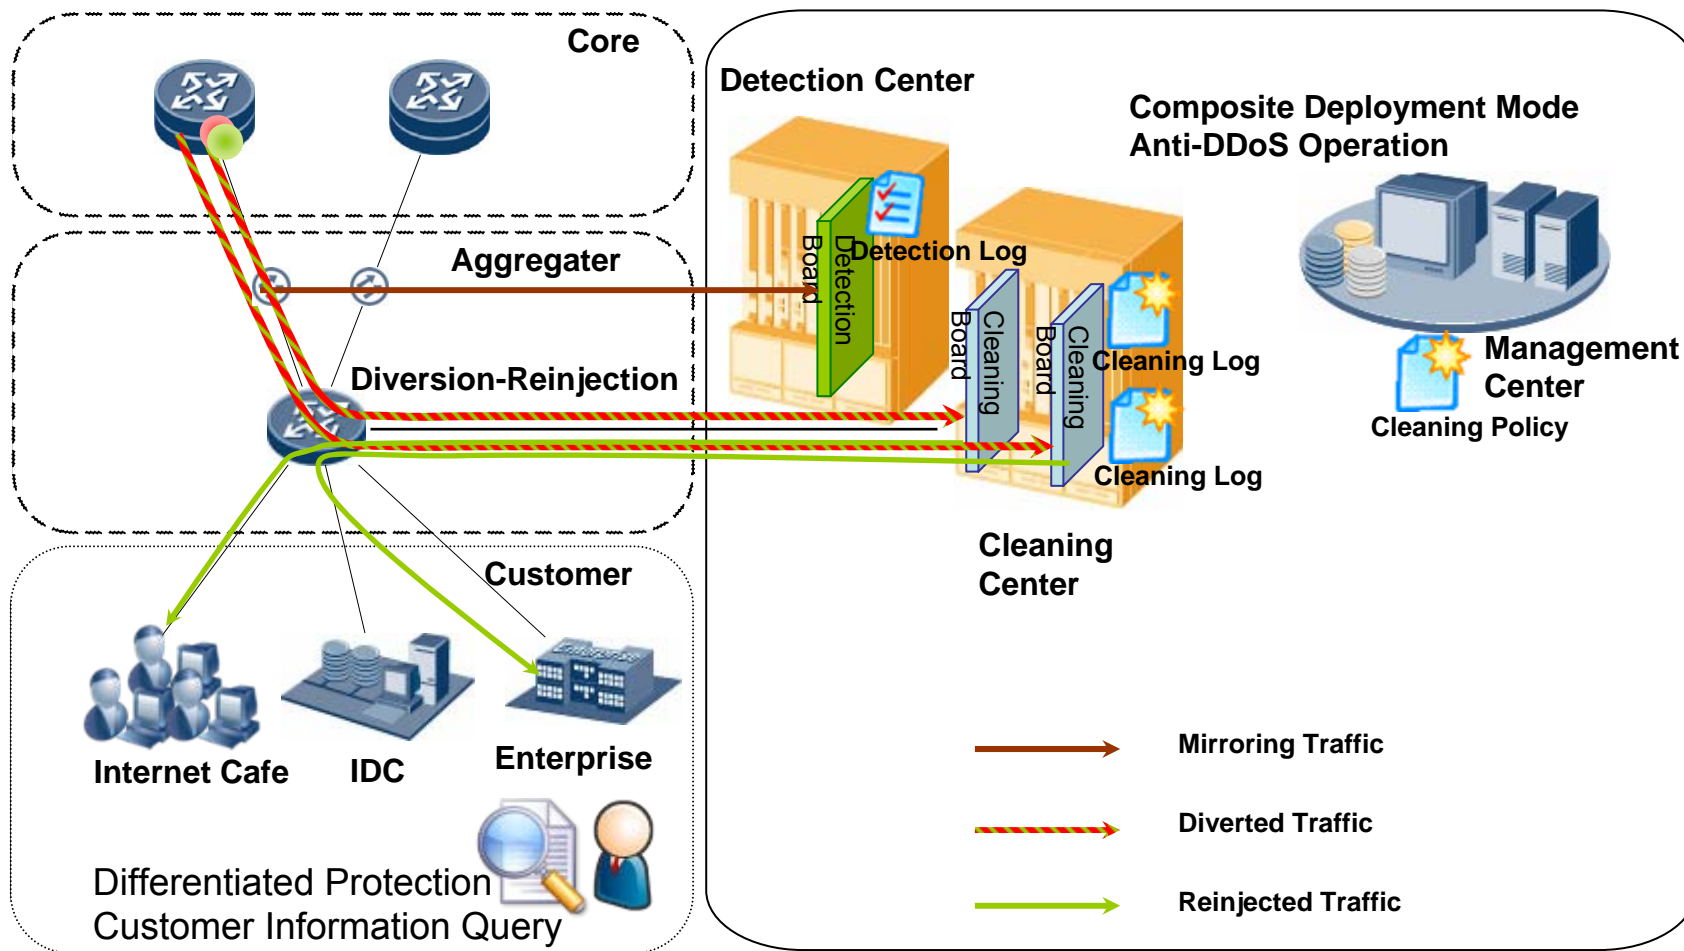 Core
Detection Center
Composite Deployment Mode
Anti-DDoS Operation
Aggregater
Detection
Board
Detection Log
Cleaning
Board
Cleaning
Board
Cleaning Log
Cleaning Log
Management
Center
Cleaning Policy
Diversion-Reinjection
Cleaning
Center
Customer
Enterprise
Internet Cafe
IDC
Enterprise
Mirroring Traffic
Diverted Traffic
Reinjected Traffic
Differentiated Protection
Customer Information Query